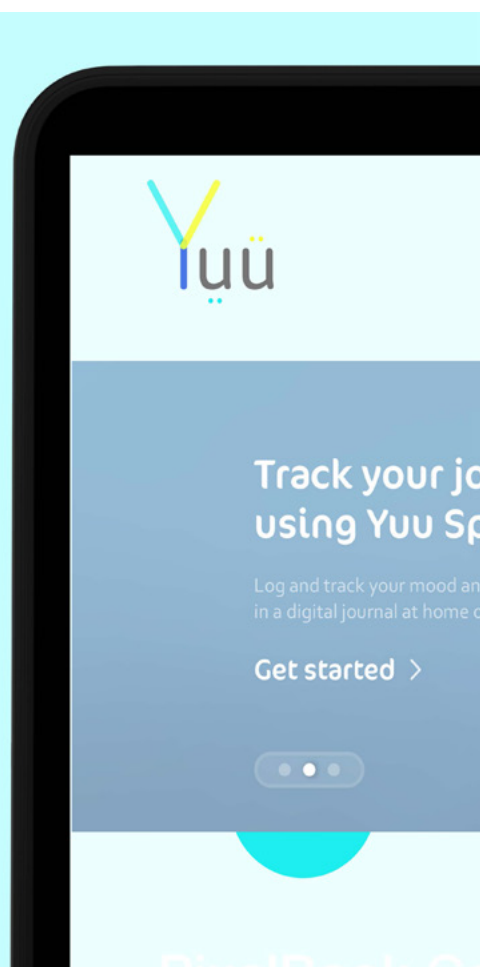 Yuü
Track your jo
using Yuu Sp
Log and track your mood an
in a digital journal at home o
Get started